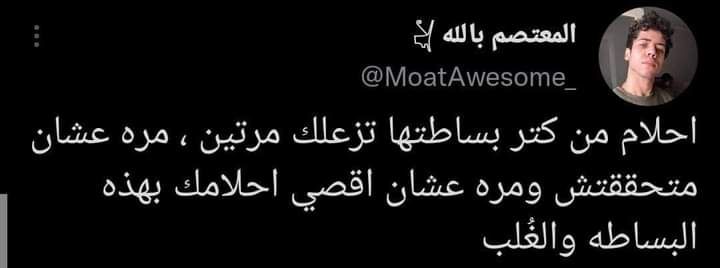 المعتصم بالله
@MoatAwesome_
احلام من كتر بساطتها تزعلك مرتين ، مره عشان
متحققتش ومره عشان اقصي احلامك بهذه
البساطه والغُلب